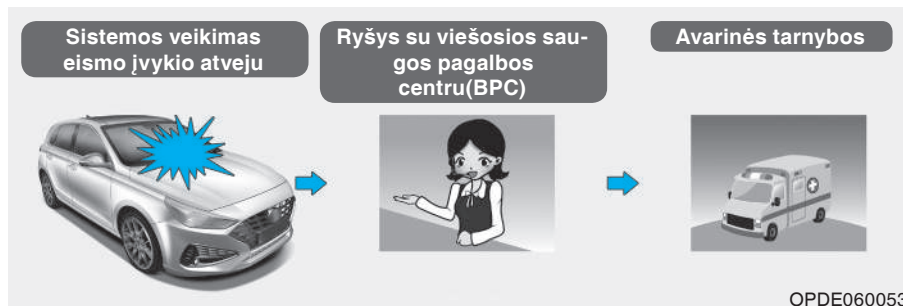 Sistemos veikimas
eismo įvykio atveju
Ryšys su viešosios sau-
gos pagalbos
centru(BPC)
Avarinės tarnybos
OPDE060053